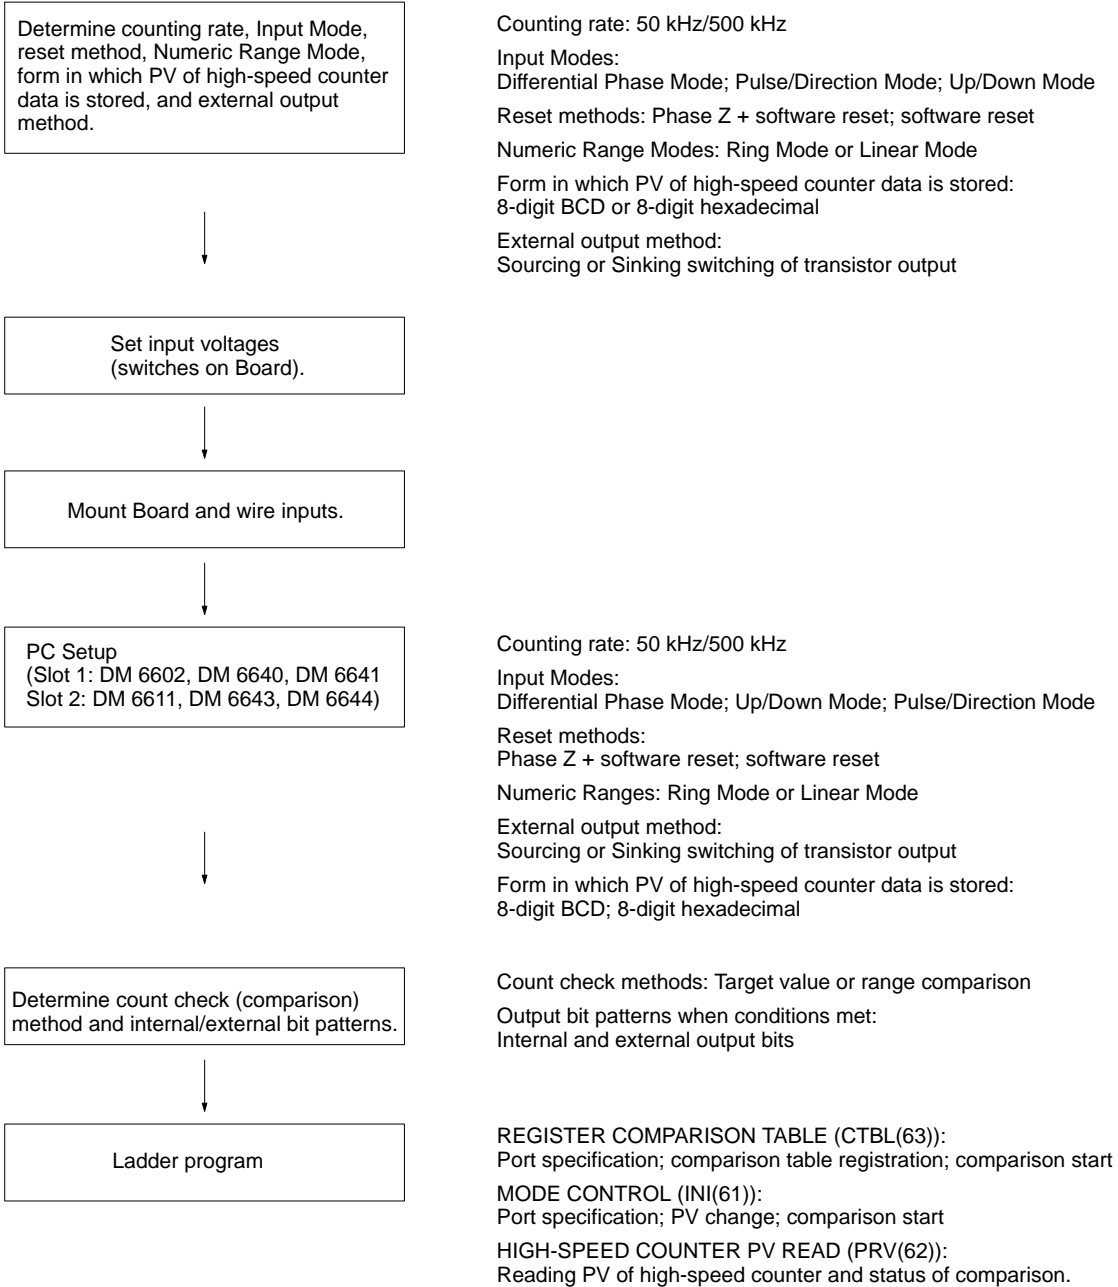 Determine counting rate, Input Mode,
reset method, Numeric Range Mode,
form in which PV of high-speed counter
data is stored, and external output
method.
Counting rate: 50 kHz/500 kHz
Input Modes:
Differential Phase Mode; Pulse/Direction Mode; Up/Down Mode
Reset methods: Phase Z + software reset; software reset
Numeric Range Modes: Ring Mode or Linear Mode
Form in which PV of high-speed counter data is stored:
8-digit BCD or 8-digit hexadecimal
External output method:
Sourcing or Sinking switching of transistor output
Set input voltages
(switches on Board).
Mount Board and wire inputs.
PC Setup
(Slot 1: DM 6602, DM 6640, DM 6641
Slot 2: DM 6611, DM 6643, DM 6644)
Counting rate: 50 kHz/500 kHz
Input Modes:
Differential Phase Mode; Up/Down Mode; Pulse/Direction Mode
Reset methods:
Phase Z + software reset; software reset
Numeric Ranges: Ring Mode or Linear Mode
External output method:
Sourcing or Sinking switching of transistor output
Form in which PV of high-speed counter data is stored:
8-digit BCD; 8-digit hexadecimal
Determine count check (comparison)
method and internal/external bit patterns.
Count check methods: Target value or range comparison
Output bit patterns when conditions met:
Internal and external output bits
Ladder program
REGISTER COMPARISON TABLE (CTBL(63)):
Port specification; comparison table registration; comparison start
MODE CONTROL (INI(61)):
Port specification; PV change; comparison start
HIGH-SPEED COUNTER PV READ (PRV(62)):
Reading PV of high-speed counter and status of comparison.